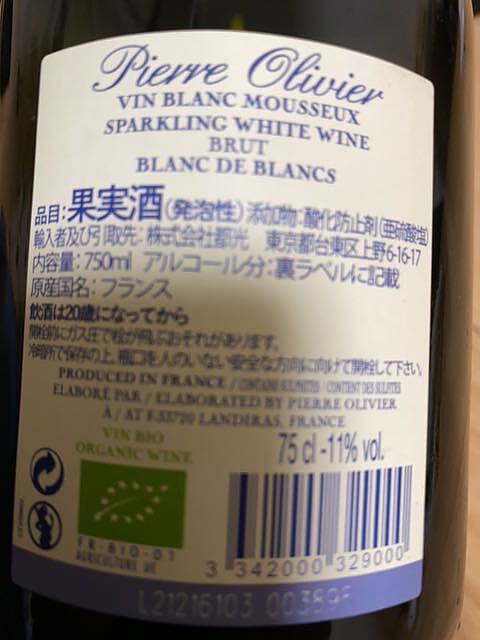 Pierre Olivier
VIN BLANC MOUSSEUX
SPARKLING WHITE WINE
BRUT
BLANC DE BLANCS
品目:果実酒(発泡性) 添加物:酸化防止剤(亜硫酸塩)
輸入者及び引取先:株式会社都光 東京都台東区上野6-16-17
内容量:750ml アルコール分:裏ラベルに記載
原産国名:フランス
飲酒は20歳になってから
開栓前にガス圧で栓が飛ぶおそれがあります。
冷暗所で保存の上、瓶口を人のいない安全な方向に向けて開栓して下さい。
PRODUCED IN FRANCE / CONTAINS SULPHITES / CONTIENT DES SULFITES
ELABORÉ PAR / ELABORATED BY PIERRE OLIVIER
À / AT F.33720 LANDIRAS, FRANCE
VIN BIO
ORGANIC WINE
75 cl - 11% vol.
FR-BIO-01
AGRICULTURE UE
3 342000 329000
L21216103